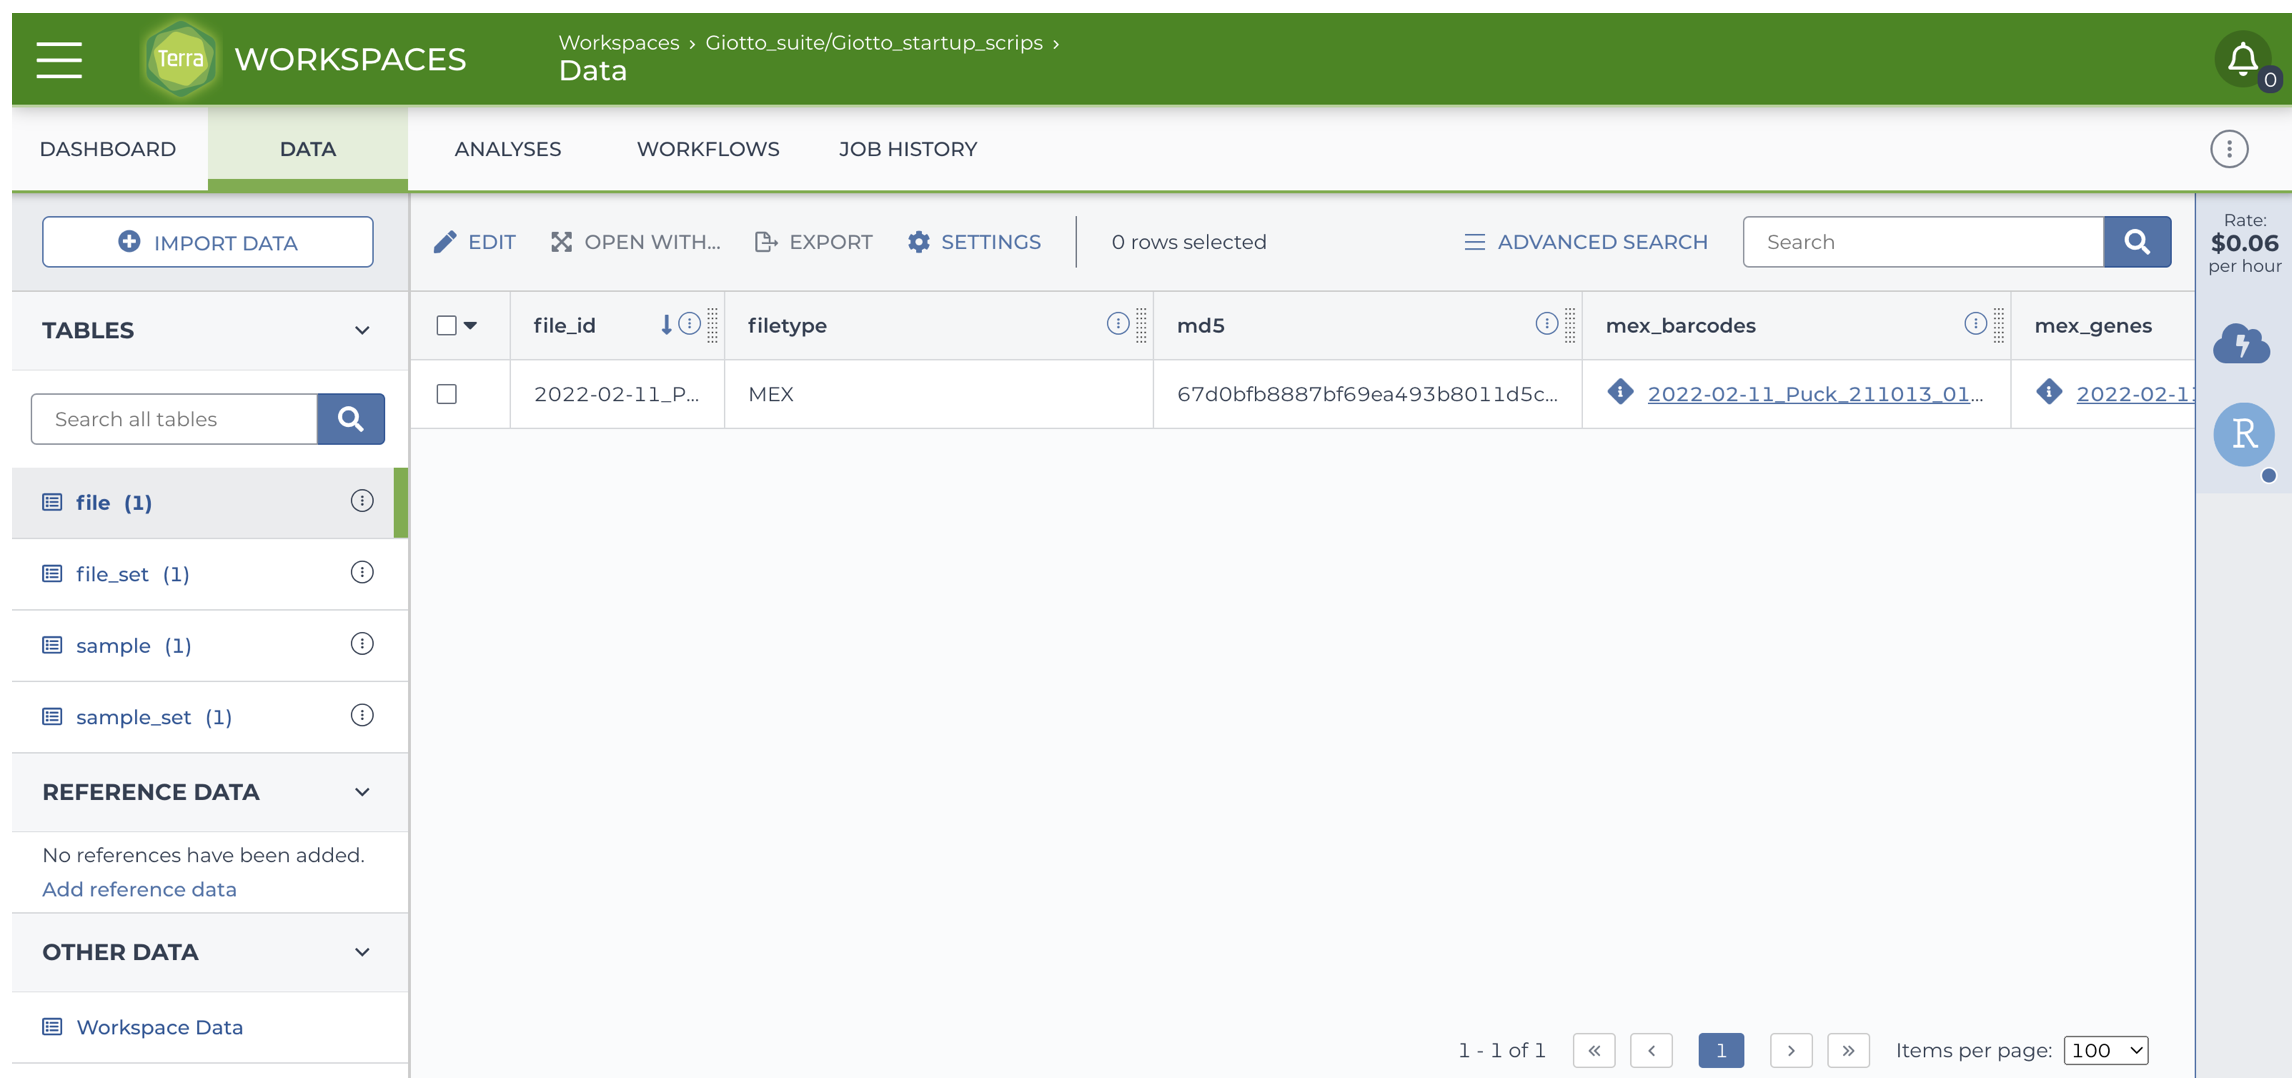 Terra
WORKSPACES
Workspaces › Giotto_suite/Giotto_startup_scrips ›
Data
0
DASHBOARD
DATA
ANALYSES
WORKFLOWS
JOB HISTORY
IMPORT DATA
EDIT
OPEN WITH...
EXPORT
SETTINGS
0 rows selected
ADVANCED SEARCH
Search
Rate:
$0.06
per hour
TABLES
Search all tables
file (1)
file_set (1)
sample (1)
sample_set (1)
REFERENCE DATA
No references have been added.
Add reference data
OTHER DATA
Workspace Data
file_id
filetype
md5
mex_barcodes
mex_genes
2022-02-11_P...
MEX
67d0bfb8887bf69ea493b8011d5c...
2022-02-11_Puck_211013_01...
2022-02-11
R
1 - 1 of 1
«
‹
1
›
»
Items per page:
100